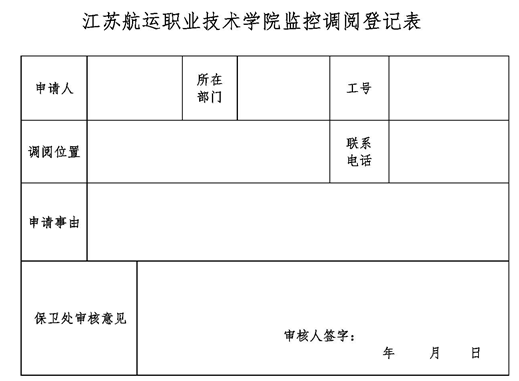 江苏航运职业技术学院监控调阅登记表
申请人
所在
部门
工号
调阅位置
联系
电话
申请事由
保卫处审核意见
审核人签字：
年 月 日